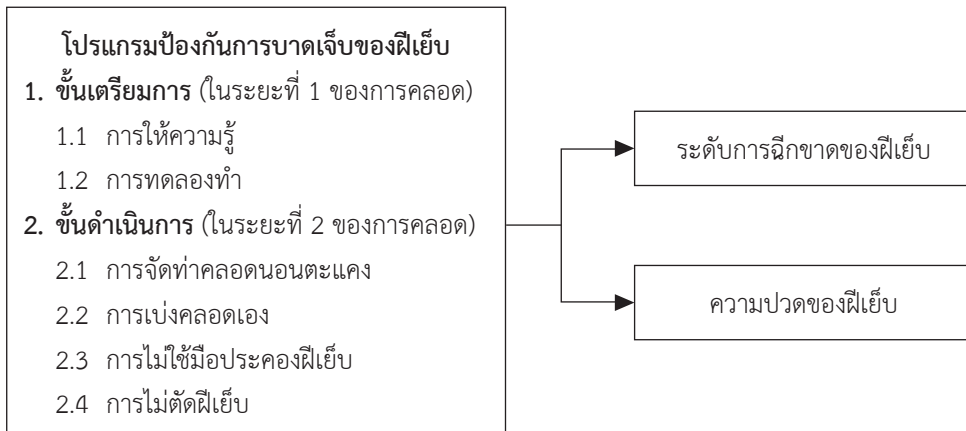 โปรแกรมป้องกันการบาดเจ็บของฝีเย็บ
1. ขั้นเตรียมการ (ในระยะที่ 1 ของการคลอด)
1.1 การให้ความรู้
1.2 การทดลองทำ
2. ขั้นดำเนินการ (ในระยะที่ 2 ของการคลอด)
2.1 การจัดท่าคลอดนอนตะแคง
2.2 การเบ่งคลอดเอง
2.3 การไม่ใช้มือประคองฝีเย็บ
2.4 การไม่ตัดฝีเย็บ
ระดับการฉีกขาดของฝีเย็บ
ความปวดของฝีเย็บ